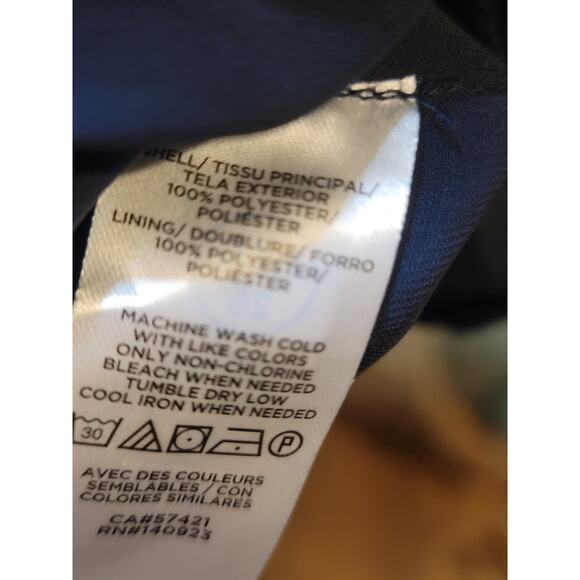 SHELL/ TISSU PRINCIPAL/
TELA EXTERIOR
100% POLYESTER/
POLIÉSTER
LINING/ DOUBLURE/ FORRO
100% POLYESTER/
POLIÉSTER
MACHINE WASH COLD
WITH LIKE COLORS
ONLY NON-CHLORINE
BLEACH WHEN NEEDED
TUMBLE DRY LOW
COOL IRON WHEN NEEDED
30 P
AVEC DES COULEURS
SEMBLABLES / CON
COLORES SIMILARES
CA#57421
RN#140923